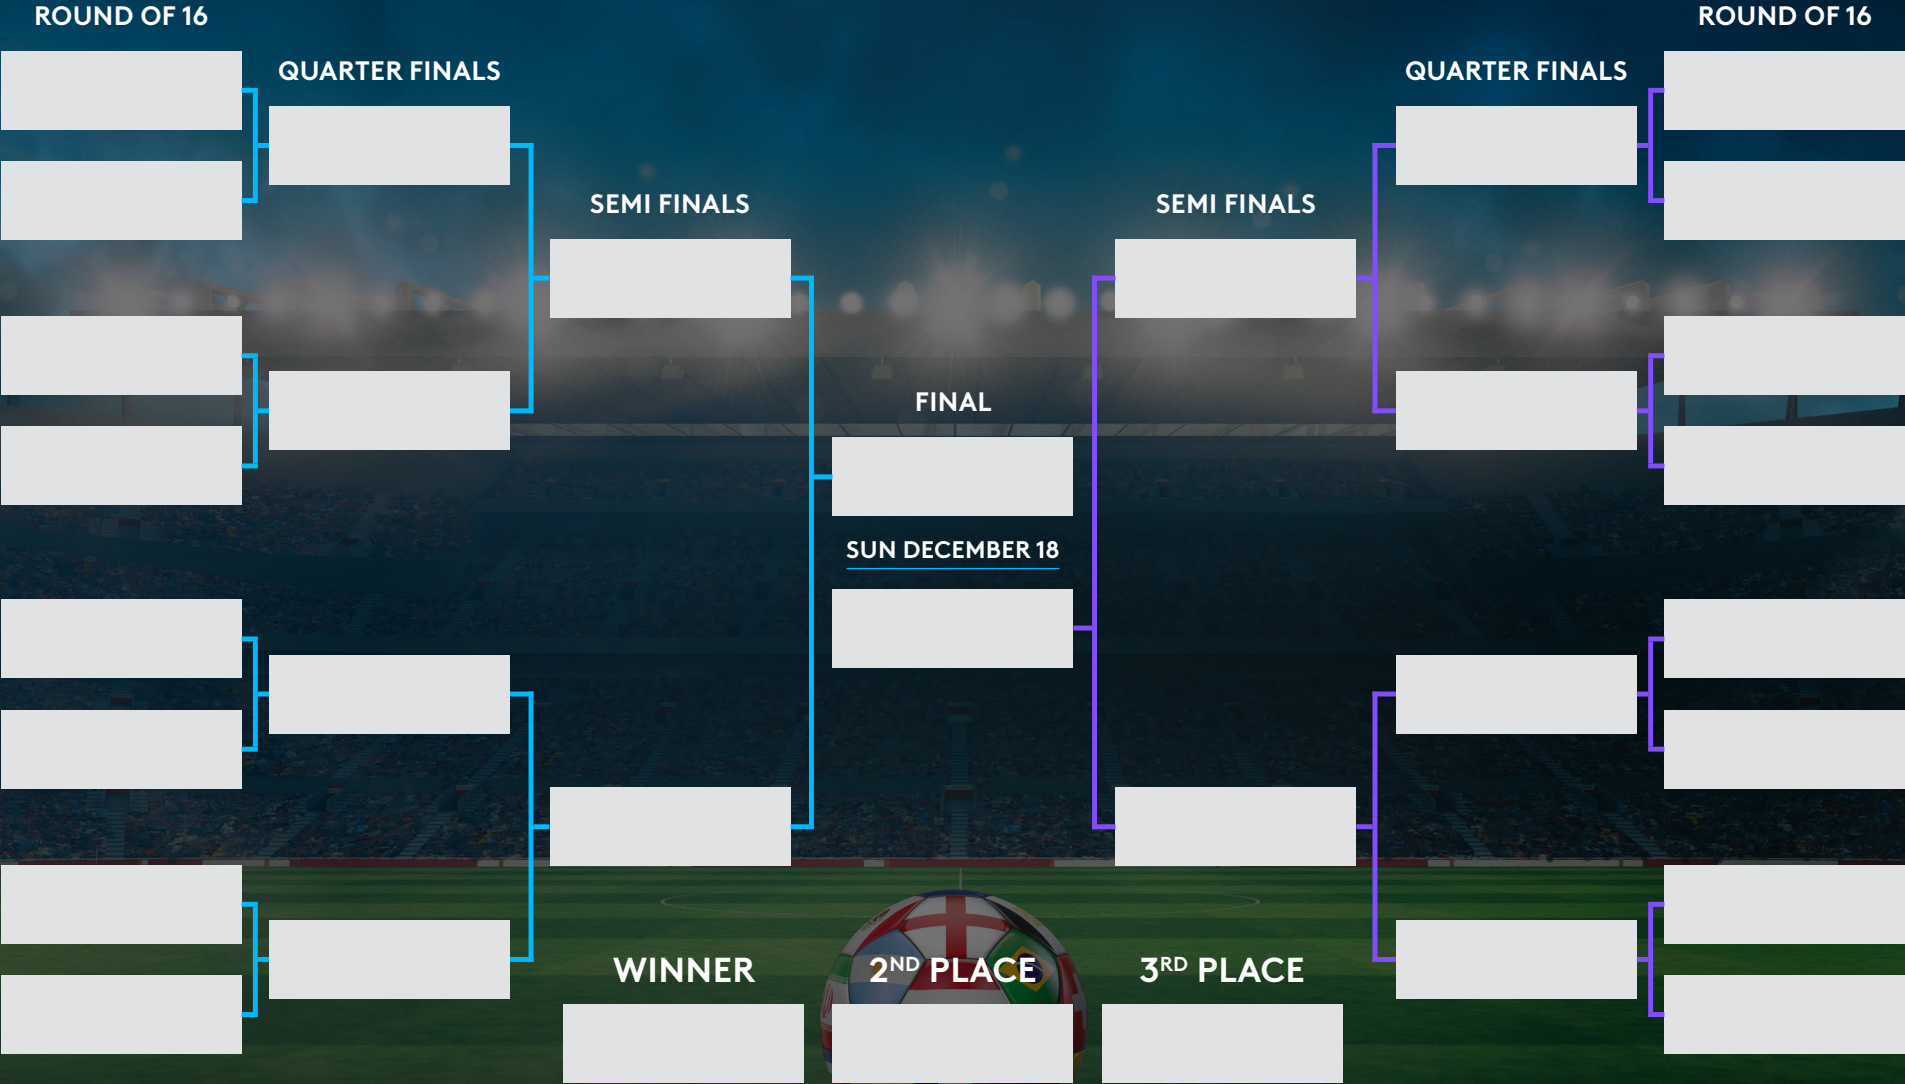 ROUND OF 16
ROUND OF 16
QUARTER FINALS
QUARTER FINALS
SEMI FINALS
SEMI FINALS
FINAL
SUN DECEMBER 18
WINNER
2ND PLACE
3RD PLACE